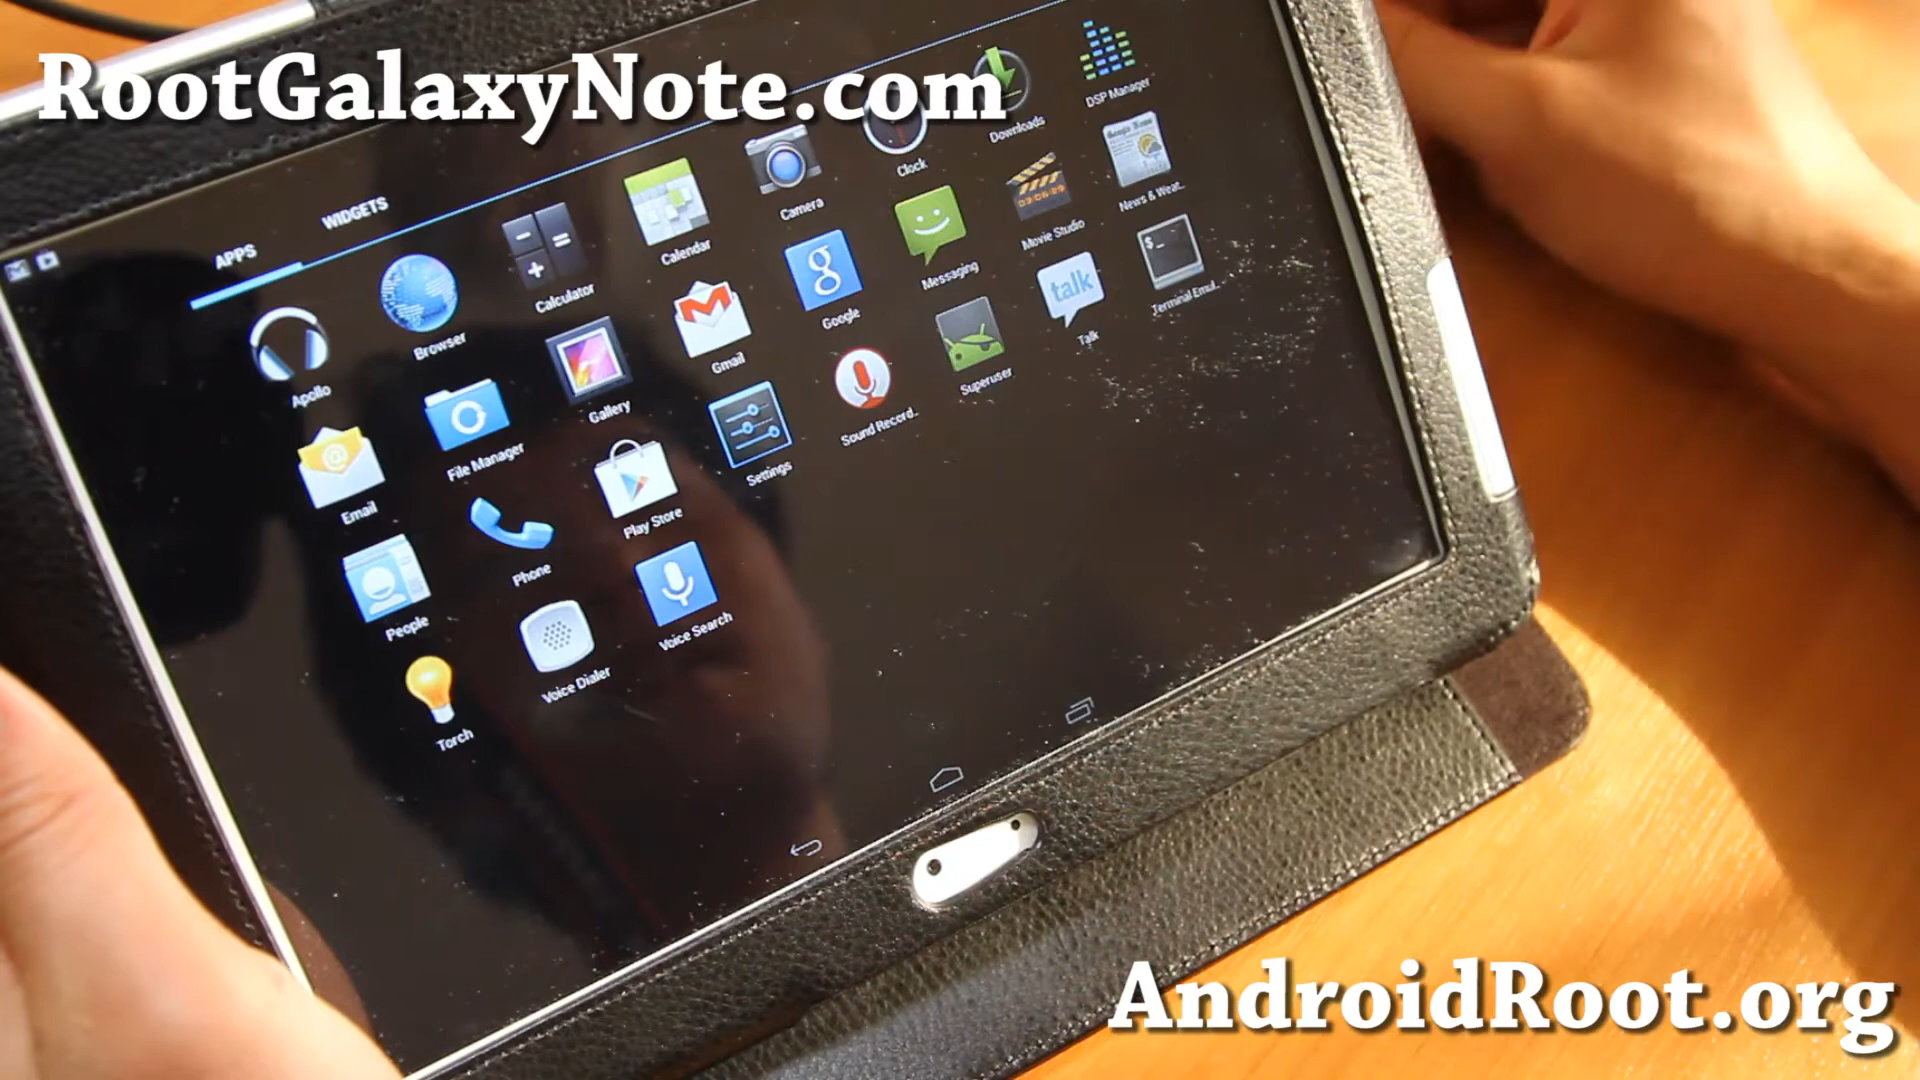 RootGalaxyNote.com
APPS
WIDGETS
Apollo
Browser
Calculator
Calendar
Camera
Clock
Downloads
DSP Manager
Email
File Manager
Gallery
Gmail
Google
Messaging
Movie Studio
News & Weat..
People
Phone
Play Store
Settings
Sound Record..
Superuser
talk
Talk
Terminal Emul..
Torch
Voice Dialer
Voice Search
AndroidRoot.org